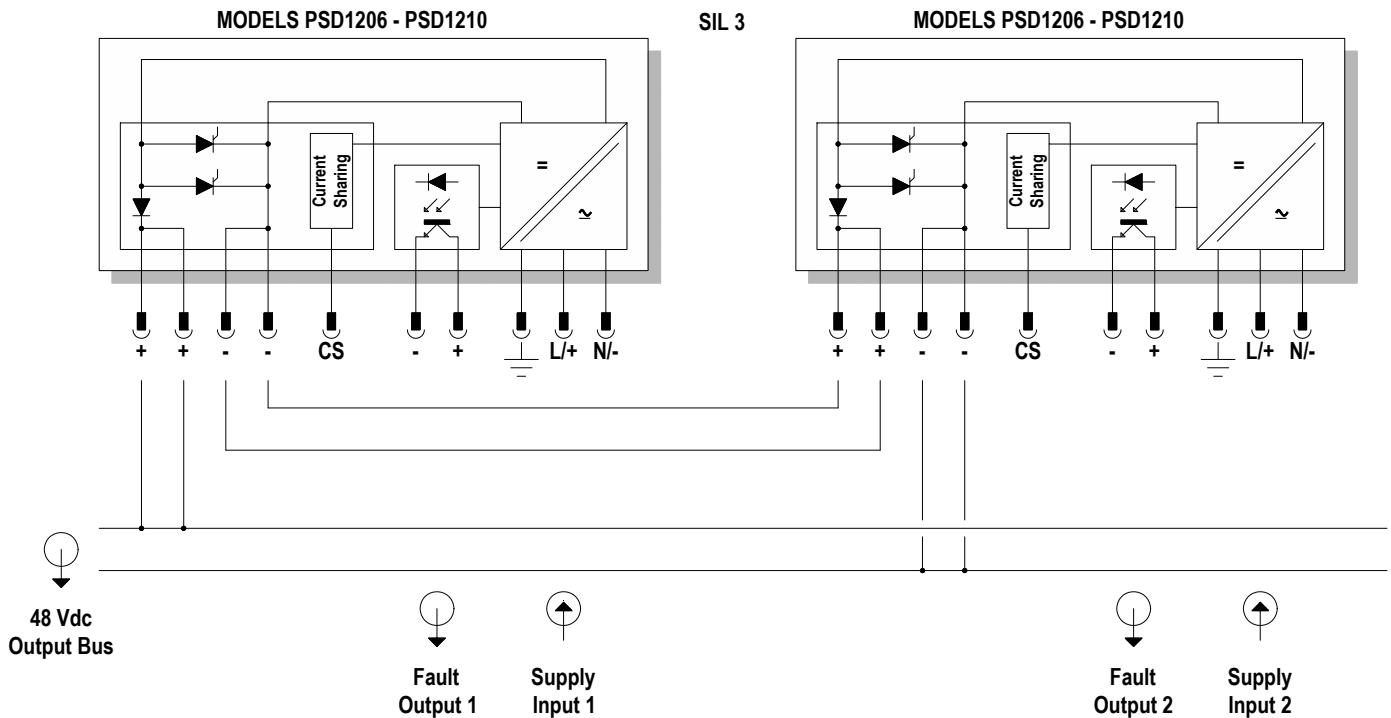 MODELS PSD1206 - PSD1210
SIL 3
MODELS PSD1206 - PSD1210
Current
Sharing
=
~
Current
Sharing
=
~
+ + - - CS - + L/+ N/-
+ + - - CS - + L/+ N/-
48 Vdc
Output Bus
Fault
Output 1
Supply
Input 1
Fault
Output 2
Supply
Input 2